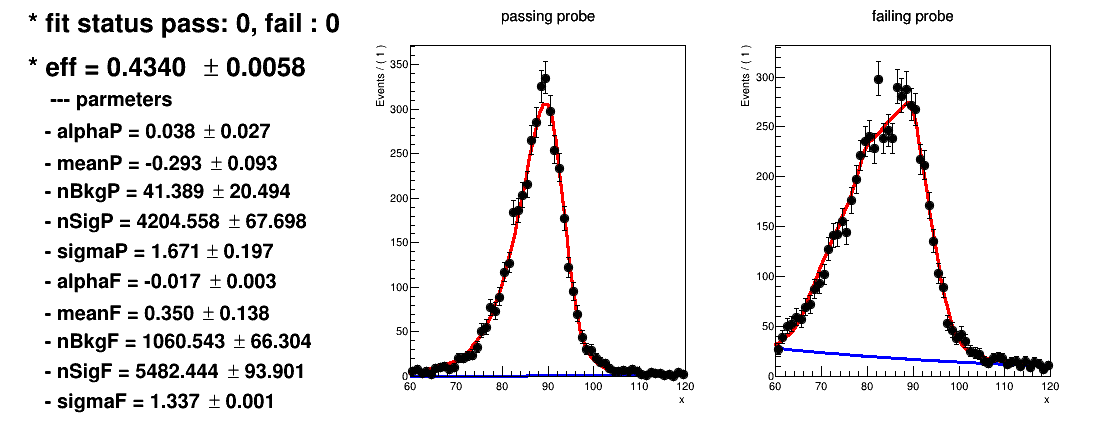 * fit status pass: 0, fail : 0
* eff = 0.4340 ± 0.0058
--- parmeters
- alphaP = 0.038 ± 0.027
- meanP = -0.293 ± 0.093
- nBkgP = 41.389 ± 20.494
- nSigP = 4204.558 ± 67.698
- sigmaP = 1.671 ± 0.197
- alphaF = -0.017 ± 0.003
- meanF = 0.350 ± 0.138
- nBkgF = 1060.543 ± 66.304
- nSigF = 5482.444 ± 93.901
- sigmaF = 1.337 ± 0.001
passing probe
Events / ( 1 )
350
300
250
200
150
100
50
0
60 70 80 90 100 110 120
x
failing probe
Events / ( 1 )
300
250
200
150
100
50
0
60 70 80 90 100 110 120
x